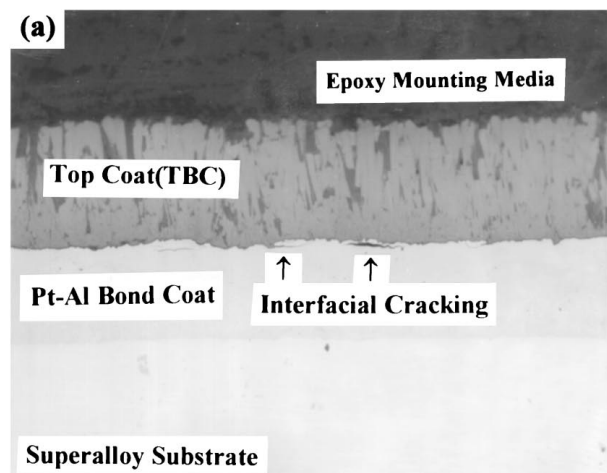 (a)
Epoxy Mounting Media
Top Coat(TBC)
Pt-Al Bond Coat
Interfacial Cracking
Superalloy Substrate